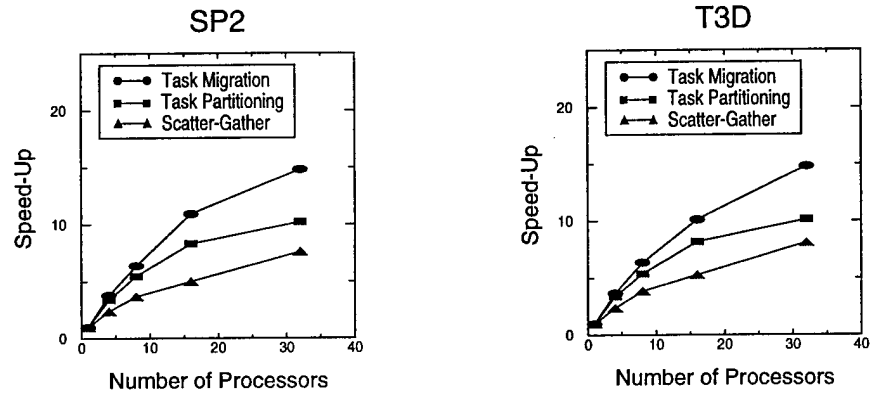 SP2
Task Migration
Task Partitioning
Scatter-Gather
20
10
0
Speed-Up
0 10 20 30 40
Number of Processors
T3D
Task Migration
Task Partitioning
Scatter-Gather
20
10
0
Speed-Up
0 10 20 30 40
Number of Processors